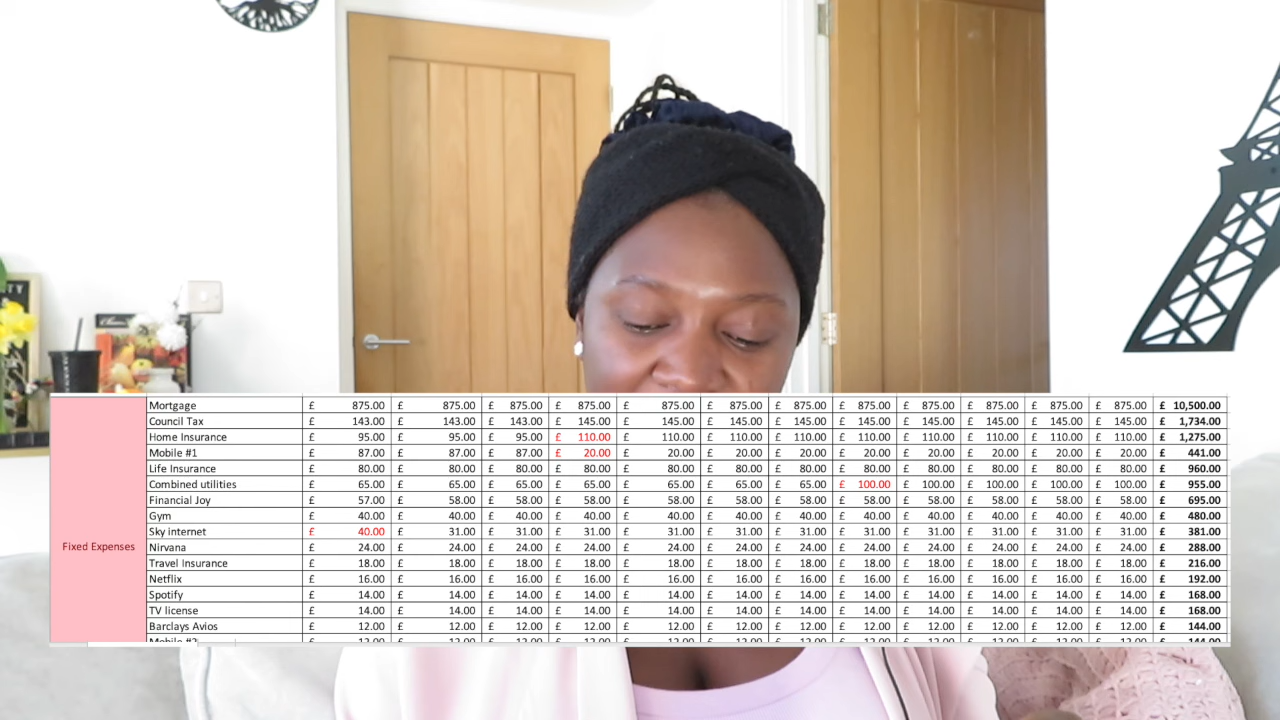 TY
Mortgage £ 875.00 £ 875.00 £ 875.00 £ 875.00 £ 875.00 £ 875.00 £ 875.00 £ 875.00 £ 875.00 £ 875.00 £ 875.00 £ 875.00 £ 10,500.00
Council Tax £ 143.00 £ 143.00 £ 143.00 £ 145.00 £ 145.00 £ 145.00 £ 145.00 £ 145.00 £ 145.00 £ 145.00 £ 145.00 £ 145.00 £ 1,734.00
Home Insurance £ 95.00 £ 95.00 £ 95.00 £ 110.00 £ 110.00 £ 110.00 £ 110.00 £ 110.00 £ 110.00 £ 110.00 £ 110.00 £ 110.00 £ 1,275.00
Mobile #1 £ 87.00 £ 87.00 £ 87.00 £ 20.00 £ 20.00 £ 20.00 £ 20.00 £ 20.00 £ 20.00 £ 20.00 £ 20.00 £ 20.00 £ 441.00
Life Insurance £ 80.00 £ 80.00 £ 80.00 £ 80.00 £ 80.00 £ 80.00 £ 80.00 £ 80.00 £ 80.00 £ 80.00 £ 80.00 £ 80.00 £ 960.00
Combined utilities £ 65.00 £ 65.00 £ 65.00 £ 65.00 £ 65.00 £ 65.00 £ 65.00 £ 100.00 £ 100.00 £ 100.00 £ 100.00 £ 100.00 £ 955.00
Financial Joy £ 57.00 £ 58.00 £ 58.00 £ 58.00 £ 58.00 £ 58.00 £ 58.00 £ 58.00 £ 58.00 £ 58.00 £ 58.00 £ 58.00 £ 695.00
Gym £ 40.00 £ 40.00 £ 40.00 £ 40.00 £ 40.00 £ 40.00 £ 40.00 £ 40.00 £ 40.00 £ 40.00 £ 40.00 £ 40.00 £ 480.00
Sky internet £ 40.00 £ 31.00 £ 31.00 £ 31.00 £ 31.00 £ 31.00 £ 31.00 £ 31.00 £ 31.00 £ 31.00 £ 31.00 £ 31.00 £ 381.00
Fixed Expenses Nirvana £ 24.00 £ 24.00 £ 24.00 £ 24.00 £ 24.00 £ 24.00 £ 24.00 £ 24.00 £ 24.00 £ 24.00 £ 24.00 £ 24.00 £ 288.00
Travel Insurance £ 18.00 £ 18.00 £ 18.00 £ 18.00 £ 18.00 £ 18.00 £ 18.00 £ 18.00 £ 18.00 £ 18.00 £ 18.00 £ 18.00 £ 216.00
Netflix £ 16.00 £ 16.00 £ 16.00 £ 16.00 £ 16.00 £ 16.00 £ 16.00 £ 16.00 £ 16.00 £ 16.00 £ 16.00 £ 16.00 £ 192.00
Spotify £ 14.00 £ 14.00 £ 14.00 £ 14.00 £ 14.00 £ 14.00 £ 14.00 £ 14.00 £ 14.00 £ 14.00 £ 14.00 £ 14.00 £ 168.00
TV license £ 14.00 £ 14.00 £ 14.00 £ 14.00 £ 14.00 £ 14.00 £ 14.00 £ 14.00 £ 14.00 £ 14.00 £ 14.00 £ 14.00 £ 168.00
Barclays Avios £ 12.00 £ 12.00 £ 12.00 £ 12.00 £ 12.00 £ 12.00 £ 12.00 £ 12.00 £ 12.00 £ 12.00 £ 12.00 £ 12.00 £ 144.00